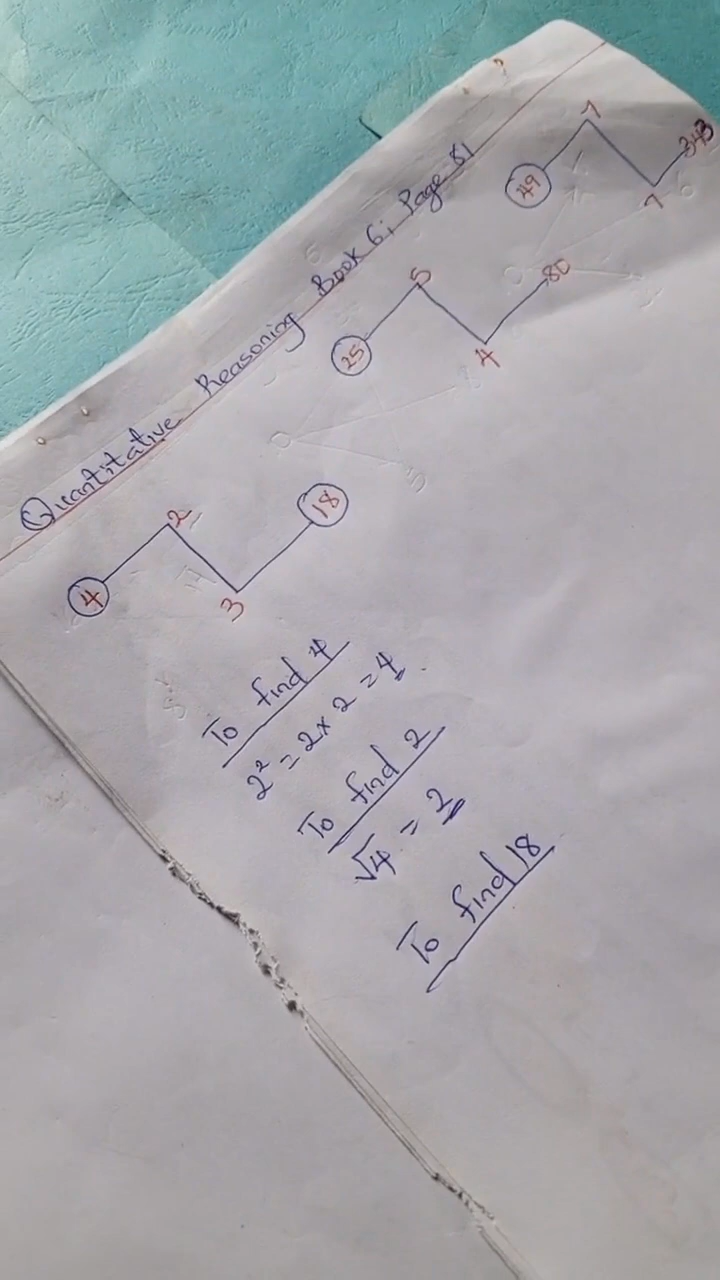 Quantitative Reasoning Book 6; Page 81
4 2 3 18
25 5 4 80
49 7 7 343
To find 4
2² = 2 x 2 = 4
To find 2
√4 = 2
To find 18